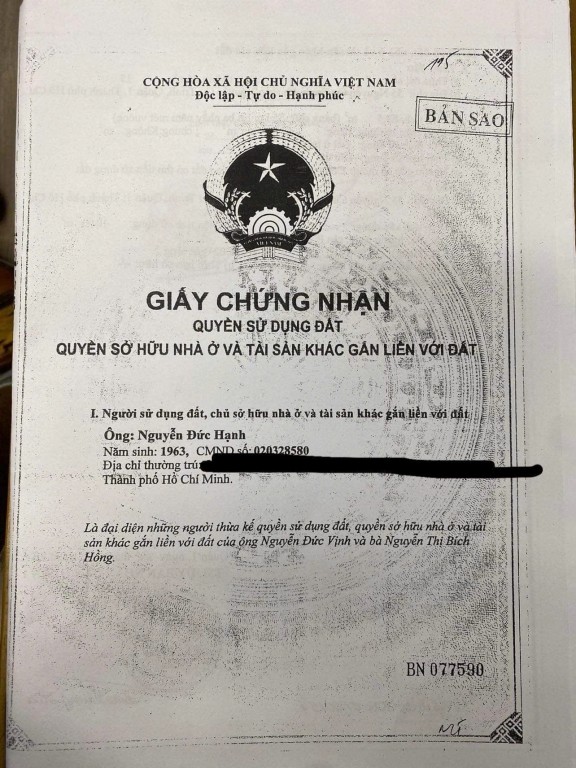 195
CỘNG HÒA XÃ HỘI CHỦ NGHĨA VIỆT NAM
Độc lập - Tự do - Hạnh phúc
BẢN SAO
VIỆT NAM
GIẤY CHỨNG NHẬN
QUYỀN SỬ DỤNG ĐẤT
QUYỀN SỞ HỮU NHÀ Ở VÀ TÀI SẢN KHÁC GẮN LIỀN VỚI ĐẤT
I. Người sử dụng đất, chủ sở hữu nhà ở và tài sản khác gắn liền với đất
Ông: Nguyễn Đức Hạnh
Năm sinh: 1963, CMND số: 020328580
Địa chỉ thường trú:
Thành phố Hồ Chí Minh.
Là đại diện những người thừa kế quyền sử dụng đất, quyền sở hữu nhà ở và tài
sản khác gắn liền với đất của ông Nguyễn Đức Vịnh và bà Nguyễn Thị Bích
Hồng.
BN 077590